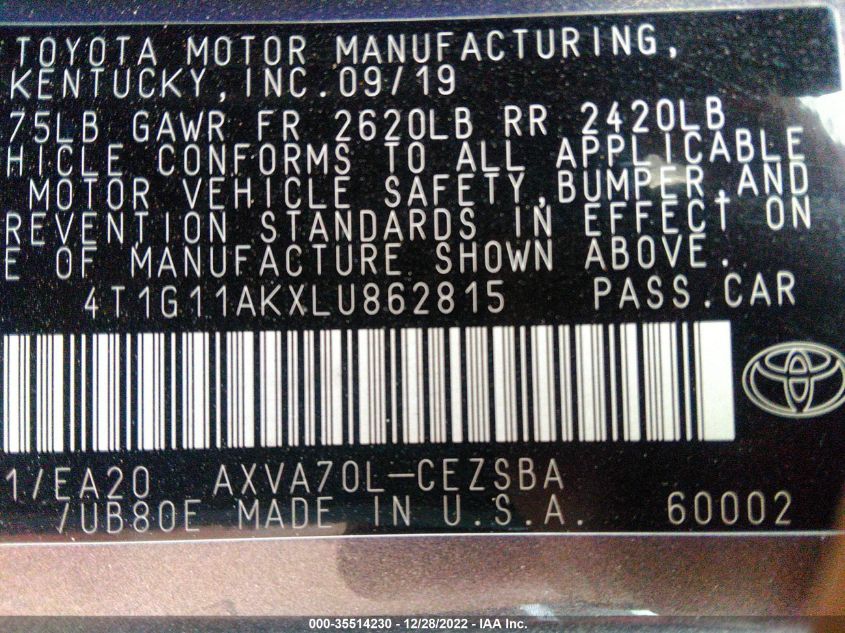 TOYOTA MOTOR MANUFACTURING,
KENTUCKY, INC. 09/19
75LB GAWR FR 2620LB RR 2420LB
HICLE CONFORMS TO ALL APPLICABLE
MOTOR VEHICLE SAFETY, BUMPER, AND
REVENTION STANDARDS IN EFFECT ON
E OF MANUFACTURE SHOWN ABOVE.
4T1G11AKXLU862815 PASS.CAR
1/EA20 AXVA70L-CEZSBA
/UB80E MADE IN U.S.A. 60002
000-35514230 - 12/28/2022 - IAA Inc.